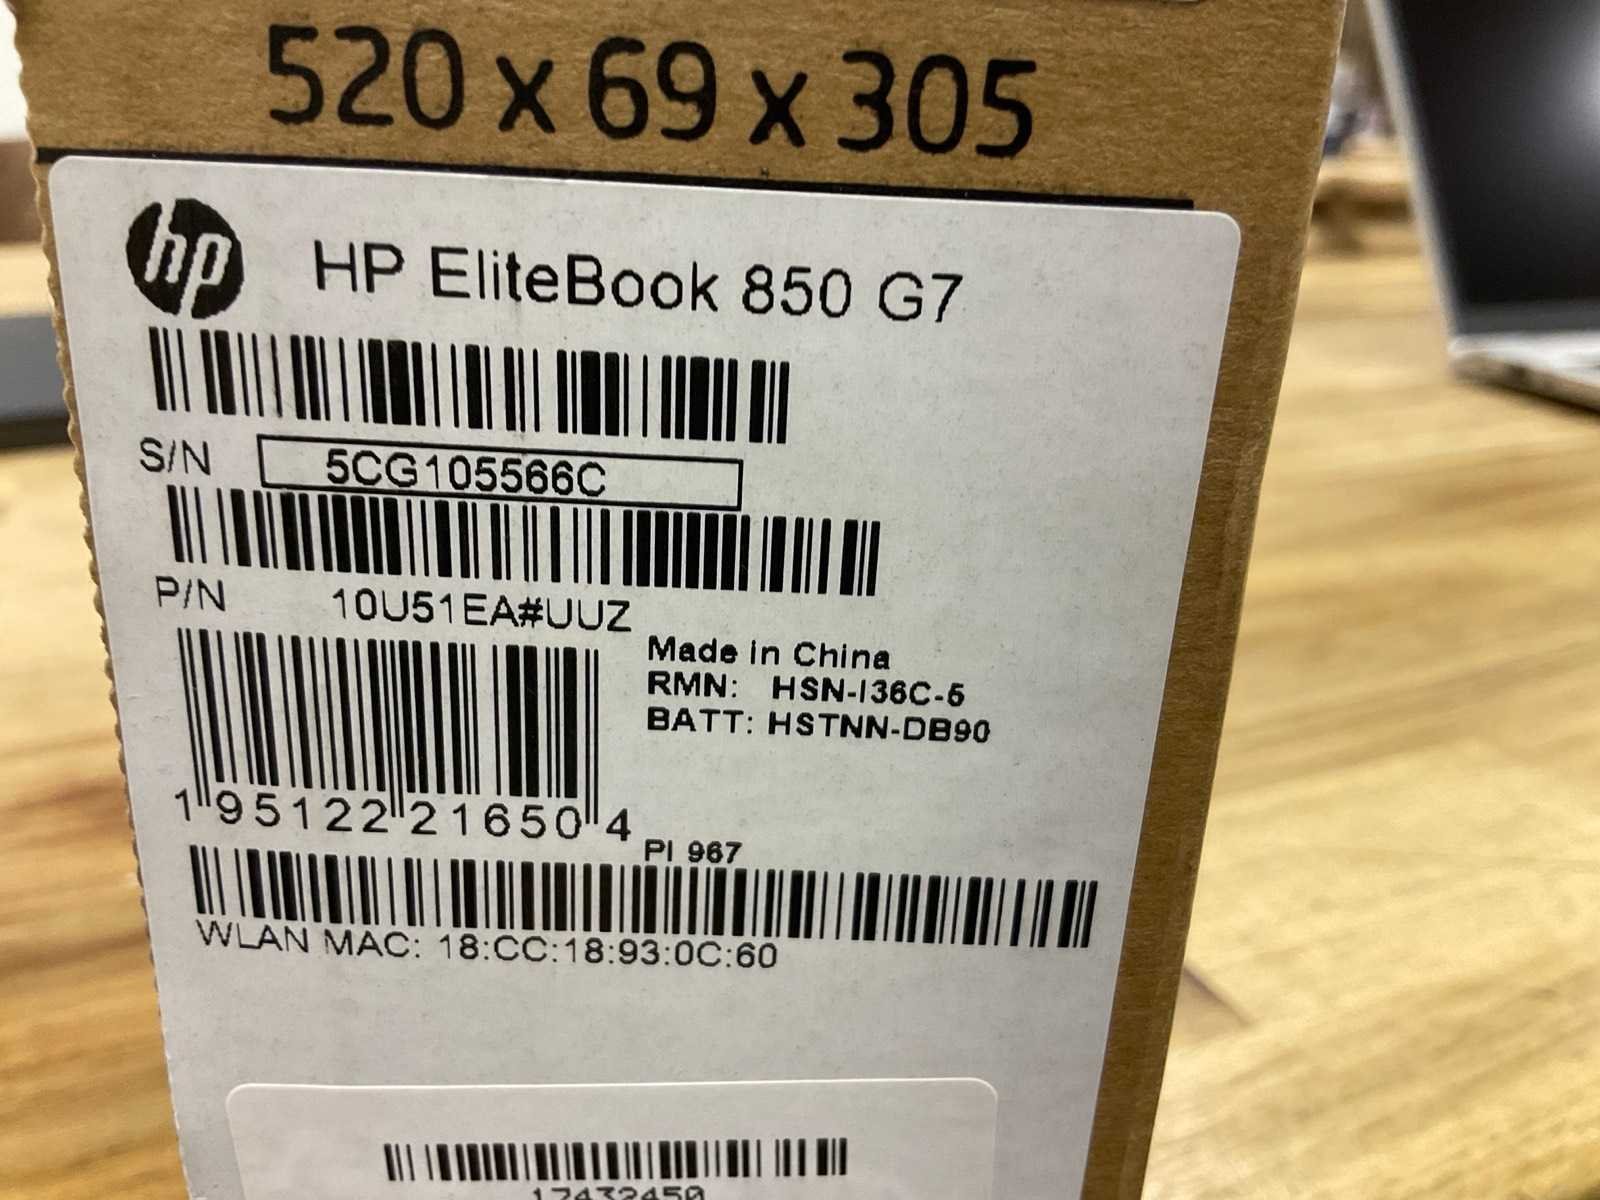 520 x 69 x 305
hp HP EliteBook 850 G7
S/N 5CG105566C
P/N 10U51EA#UUZ
Made in China
RMN: HSN-I36C-5
BATT: HSTNN-DB90
1 95122 21650 4
PI 967
WLAN MAC: 18:CC:18:93:0C:60
17432450